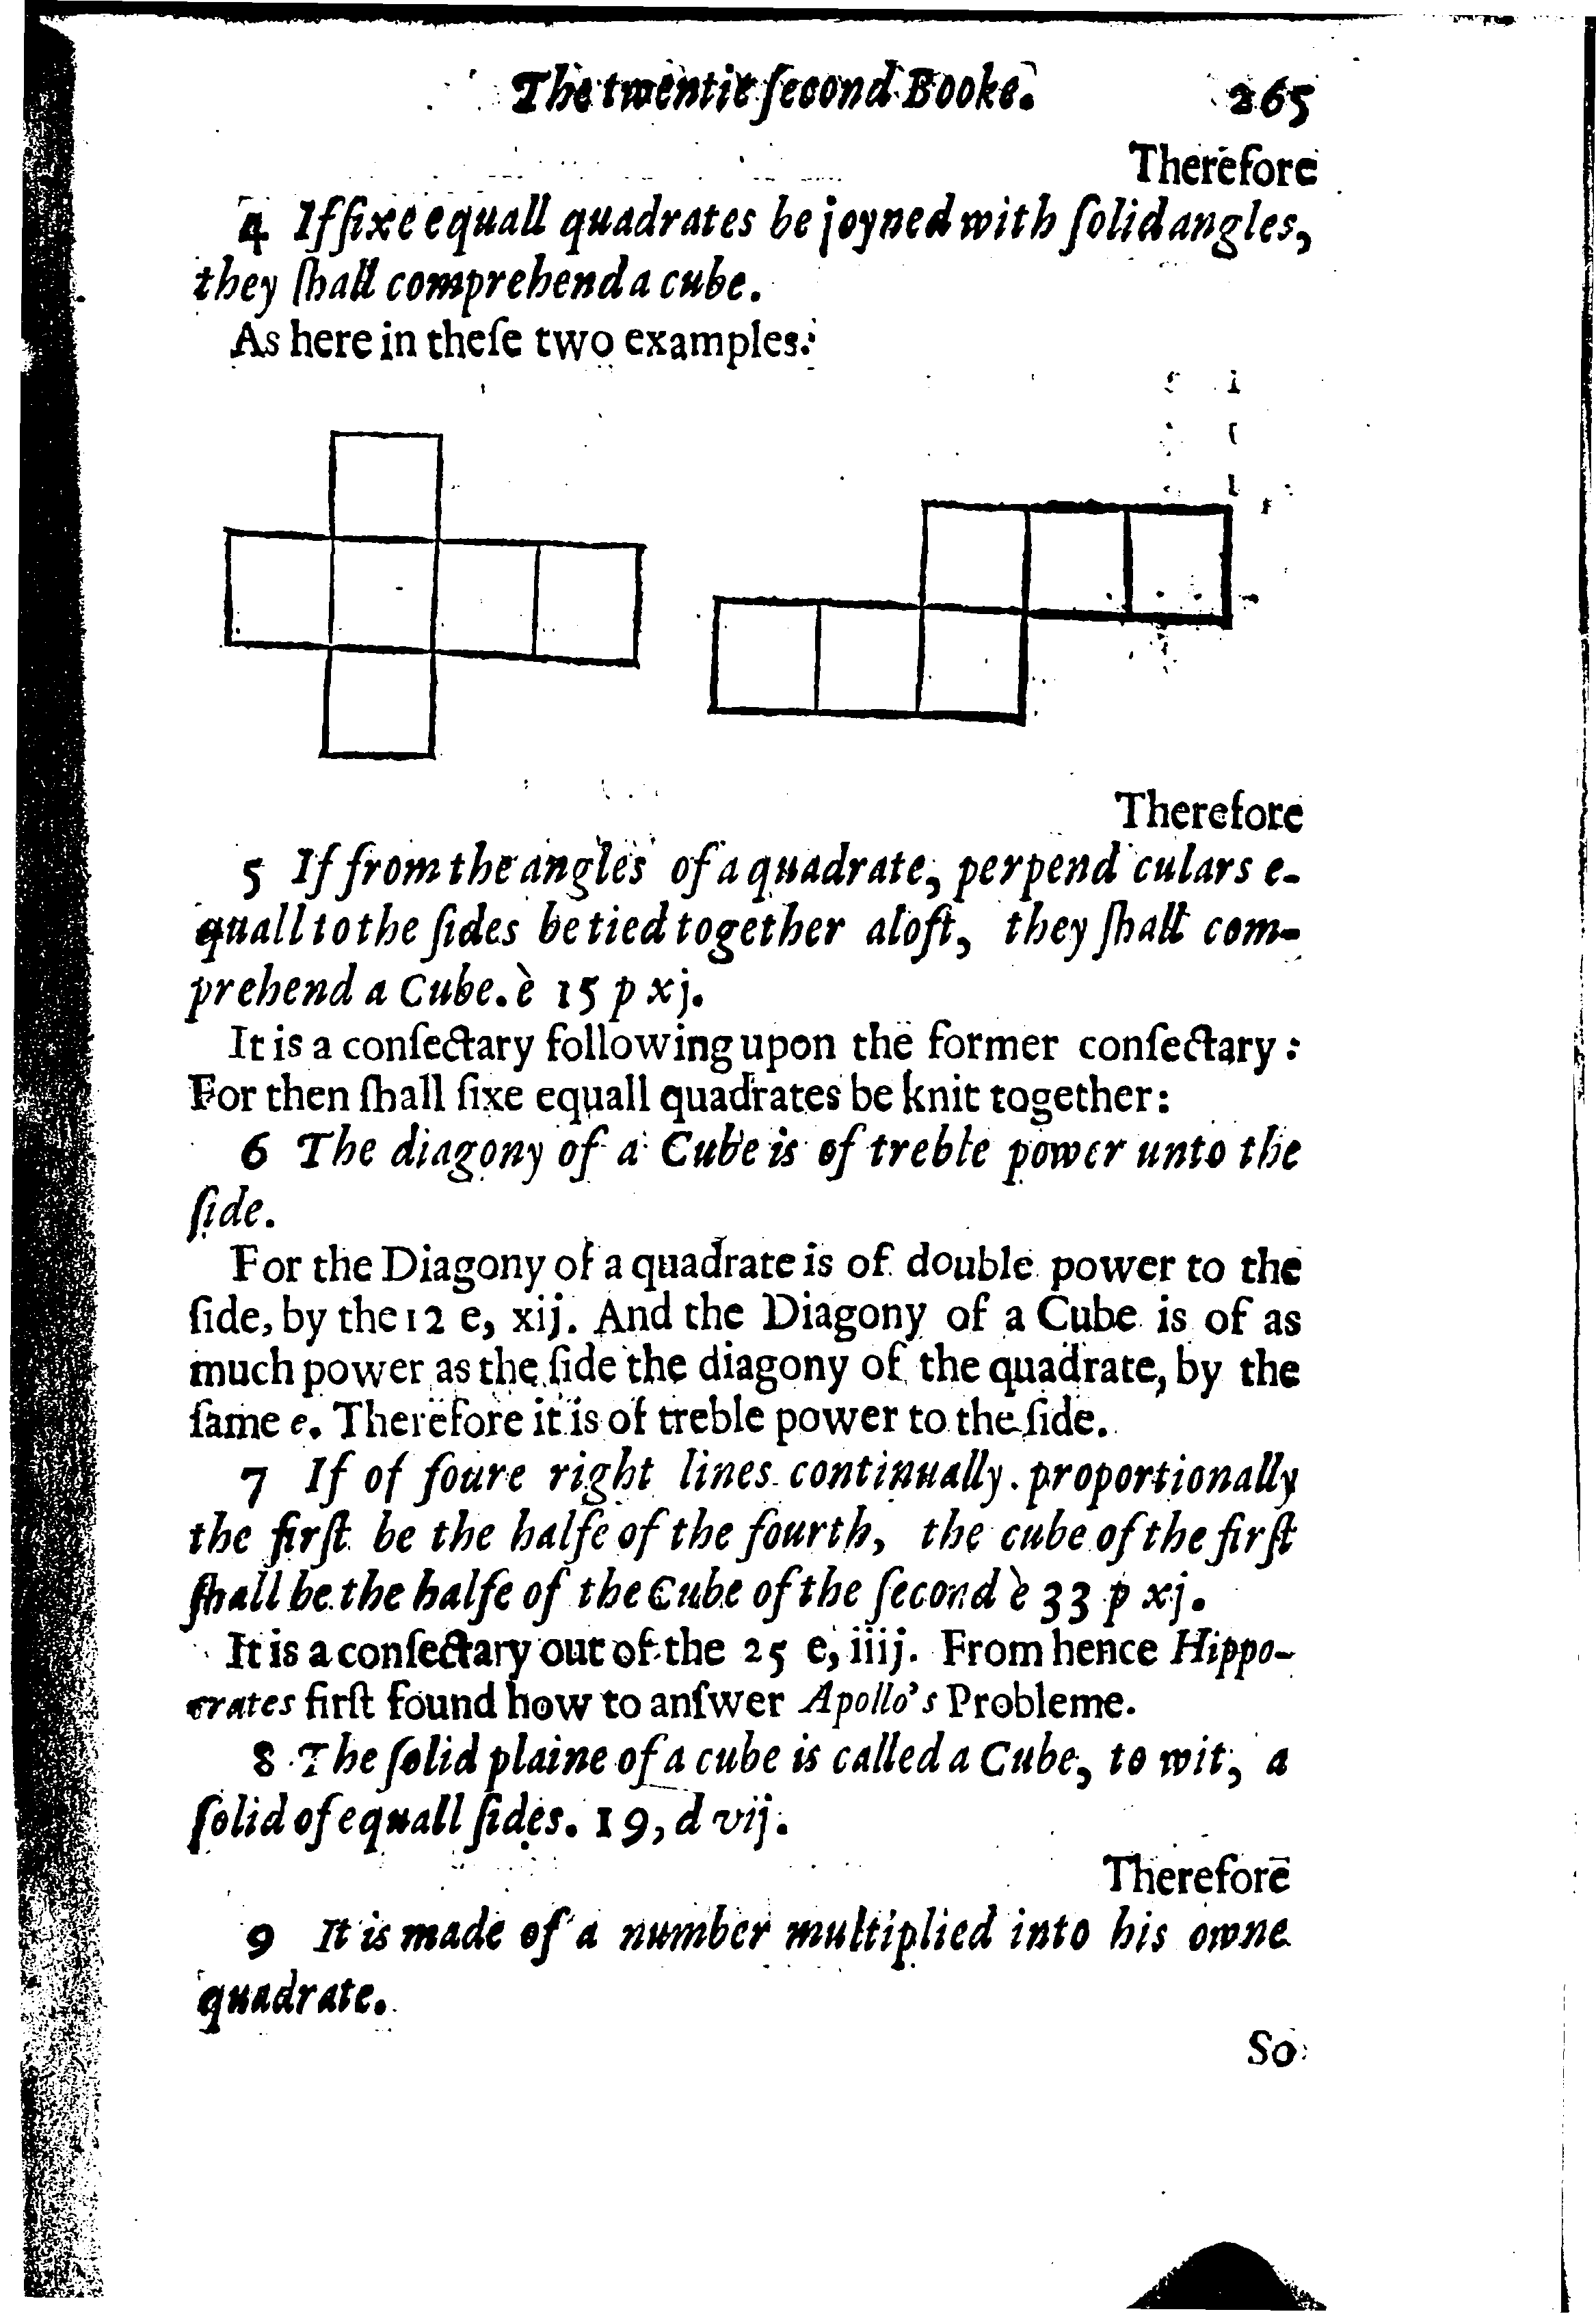 The twentie ſecond Booke. 265
Therefore
4 If ſixe equall quadrates be joyned with ſolid angles,
they ſhall comprehend a cube.
As here in theſe two examples.
Therefore
5 If from the angles of a quadrate, perpend culars e-
quall to the ſides be tied together aloft, they ſhall com-
prehend a Cube. è 15 p xj.
It is a conſectary following upon the former conſectary:
For then ſhall ſixe equall quadrates be knit together:
6 The diagony of a Cube is of treble power unto the
ſide.
For the Diagony of a quadrate is of double power to the
ſide, by the 12 e, xij. And the Diagony of a Cube is of as
much power as the ſide the diagony of the quadrate, by the
ſame e. Therefore it is of treble power to the ſide.
7 If of foure right lines continually proportionally
the firſt be the halfe of the fourth, the cube of the firſt
ſhall be the halfe of the Cube of the ſecond è 33 p xj.
It is a conſectary out of the 25 e, iiij. From hence Hippo-
crates firſt found how to anſwer Apollo's Probleme.
8 The ſolid plaine of a cube is called a Cube, to wit, a
ſolid of equall ſides. 19, d vij.
Therefore
9 It is made of a number multiplied into his owne
quadrate.
So